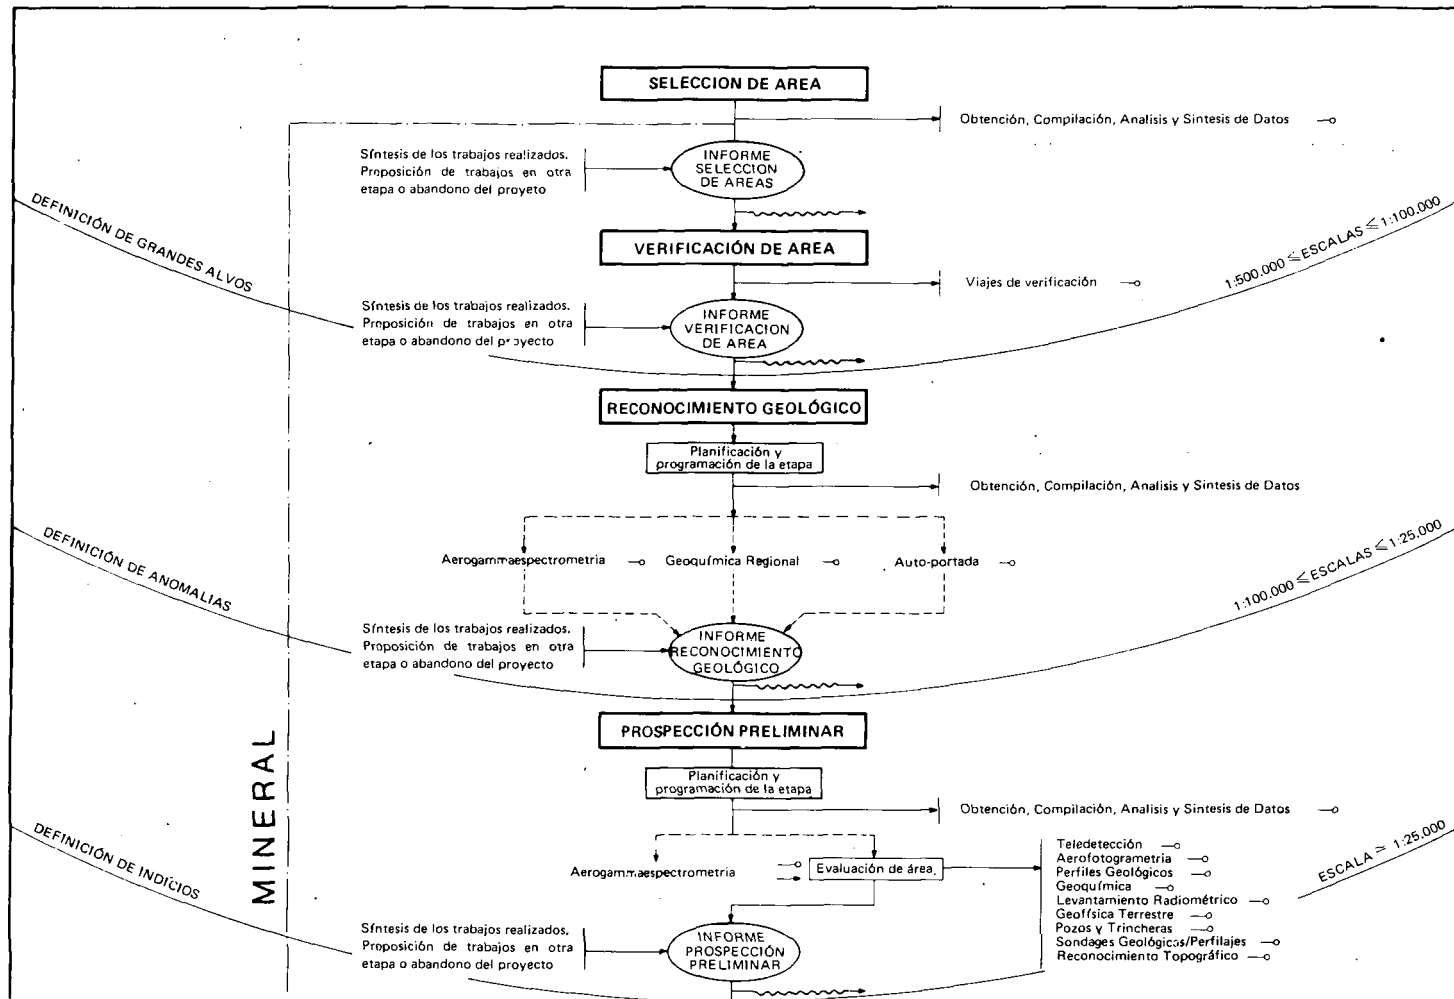 SELECCION DE AREA
Obtención, Compilación, Analisis y Sintesis de Datos
Síntesis de los trabajos realizados.
Proposición de trabajos en otra
etapa o abandono del proyeto
INFORME
SELECCION
DE AREAS
DEFINICIÓN DE GRANDES ALVOS
1:500.000 ≤ ESCALAS ≤ 1:100.000
VERIFICACIÓN DE AREA
Viajes de verificación
Síntesis de los trabajos realizados.
Proposición de trabajos en otra
etapa o abandono del proyecto
INFORME
VERIFICACION
DE AREA
RECONOCIMIENTO GEOLÓGICO
Planificación y
programación de la etapa
Obtención, Compilación, Analisis y Sintesis de Datos
DEFINICIÓN DE ANOMALIAS
1:100.000 ≤ ESCALAS ≤ 1:25.000
Aerogammaespectrometria
Geoquímica Regional
Auto-portada
Síntesis de los trabajos realizados.
Proposición de trabajos en otra
etapa o abandono del proyecto
INFORME
RECONOCIMIENTO
GEOLÓGICO
PROSPECCIÓN PRELIMINAR
MINERAL
Planificación y
programación de la etapa
Obtención, Compilación, Analisis y Sintesis de Datos
DEFINICIÓN DE INDÍCIOS
ESCALA ≥ 1:25.000
Aerogammaespectrometria
Evaluación de área.
Teledetección
Aerofotogrametria
Perfiles Geológicos
Geoquímica
Levantamiento Radiométrico
Geoffsica Terrestre
Pozos y Trincheras
Sondages Geológicos/Perfilajes
Reconocimiento Topográfico
Síntesis de los trabajos realizados.
Proposición de trabajos en otra
etapa o abandono del proyecto
INFORME
PROSPECCIÓN
PRELIMINAR